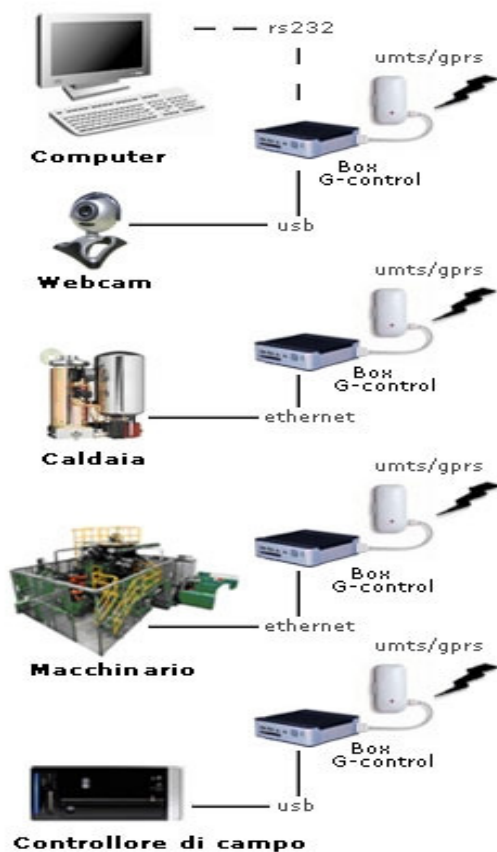 rs232
umts/gprs
Computer
Box
G-control
usb
Webcam
umts/gprs
Box
G-control
ethernet
Caldaia
umts/gprs
Box
G-control
ethernet
Macchinario
umts/gprs
Box
G-control
usb
Controllore di campo